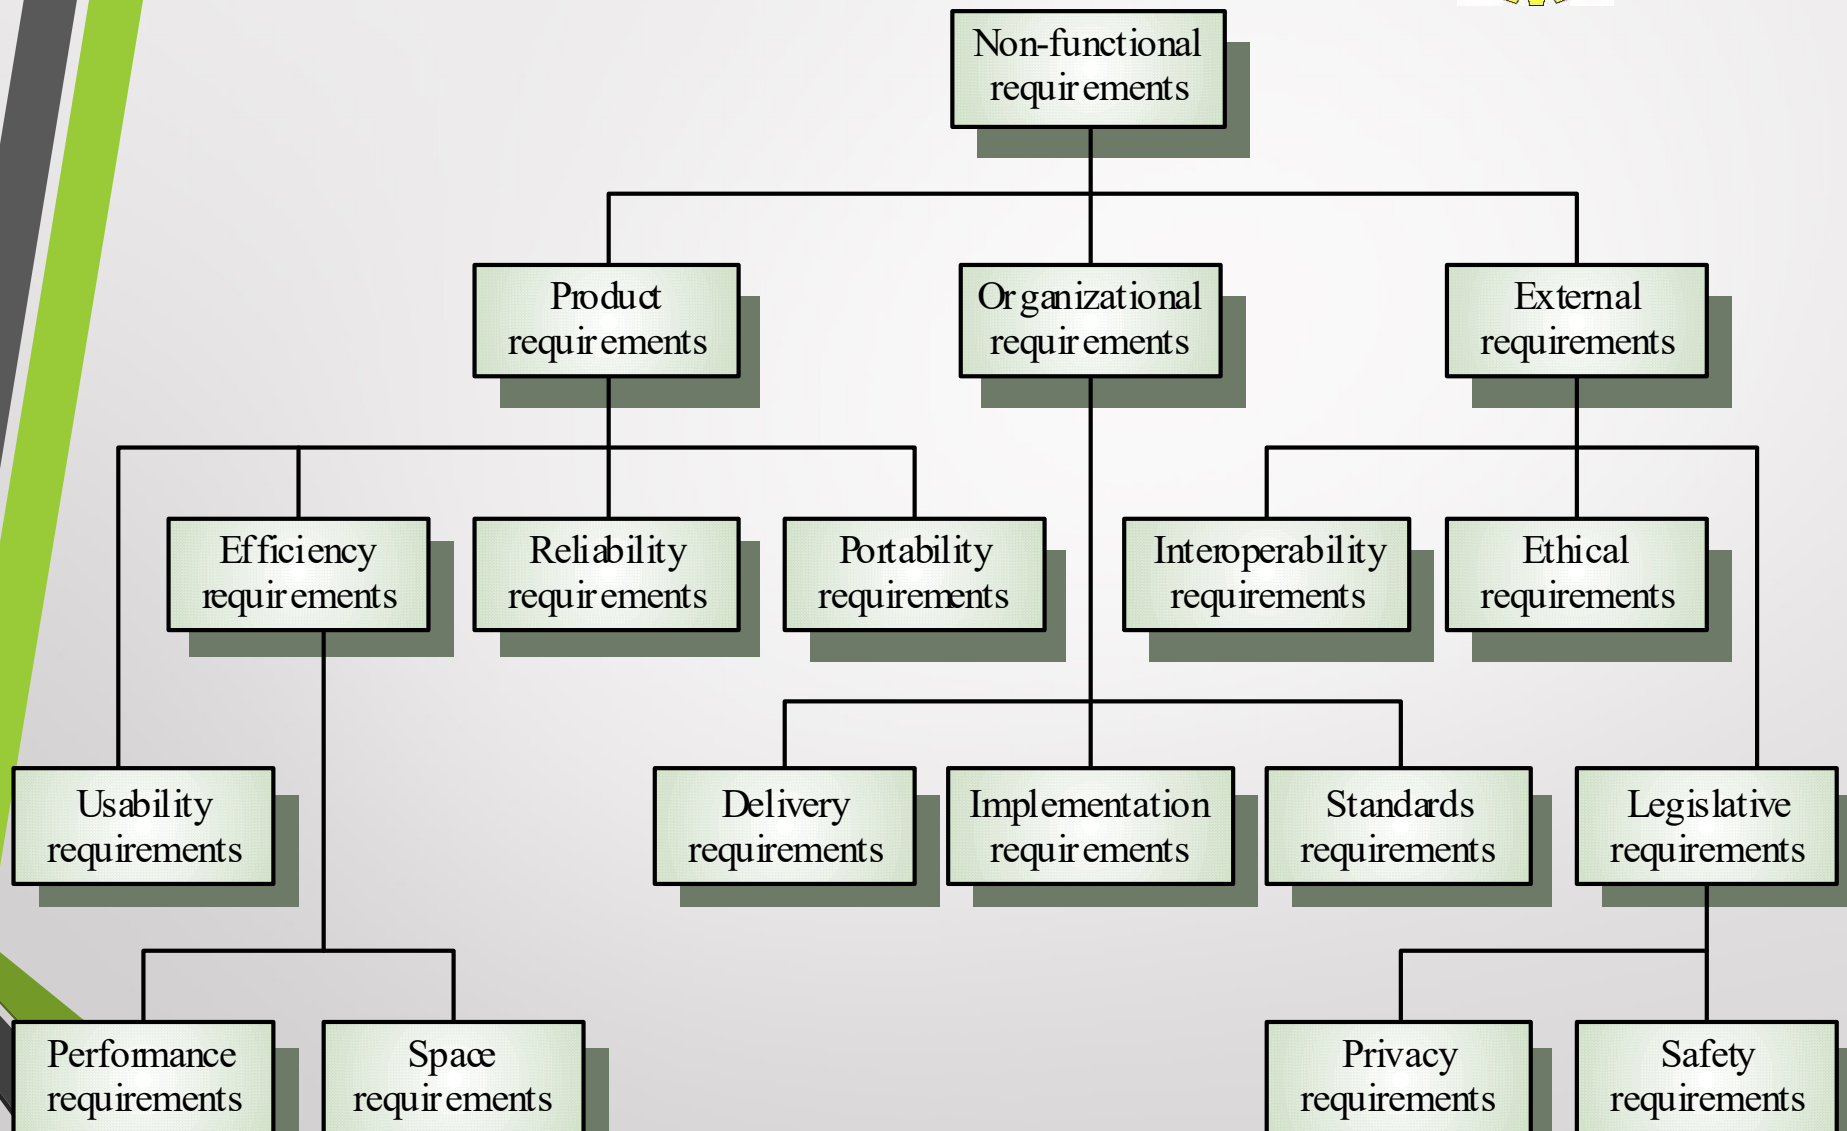 Non-functional
requirements
Product
requirements
Organizational
requirements
External
requirements
Efficiency
requirements
Reliability
requirements
Portability
requirements
Interoperability
requirements
Ethical
requirements
Usability
requirements
Delivery
requirements
Implementation
requirements
Standards
requirements
Legislative
requirements
Performance
requirements
Space
requirements
Privacy
requirements
Safety
requirements